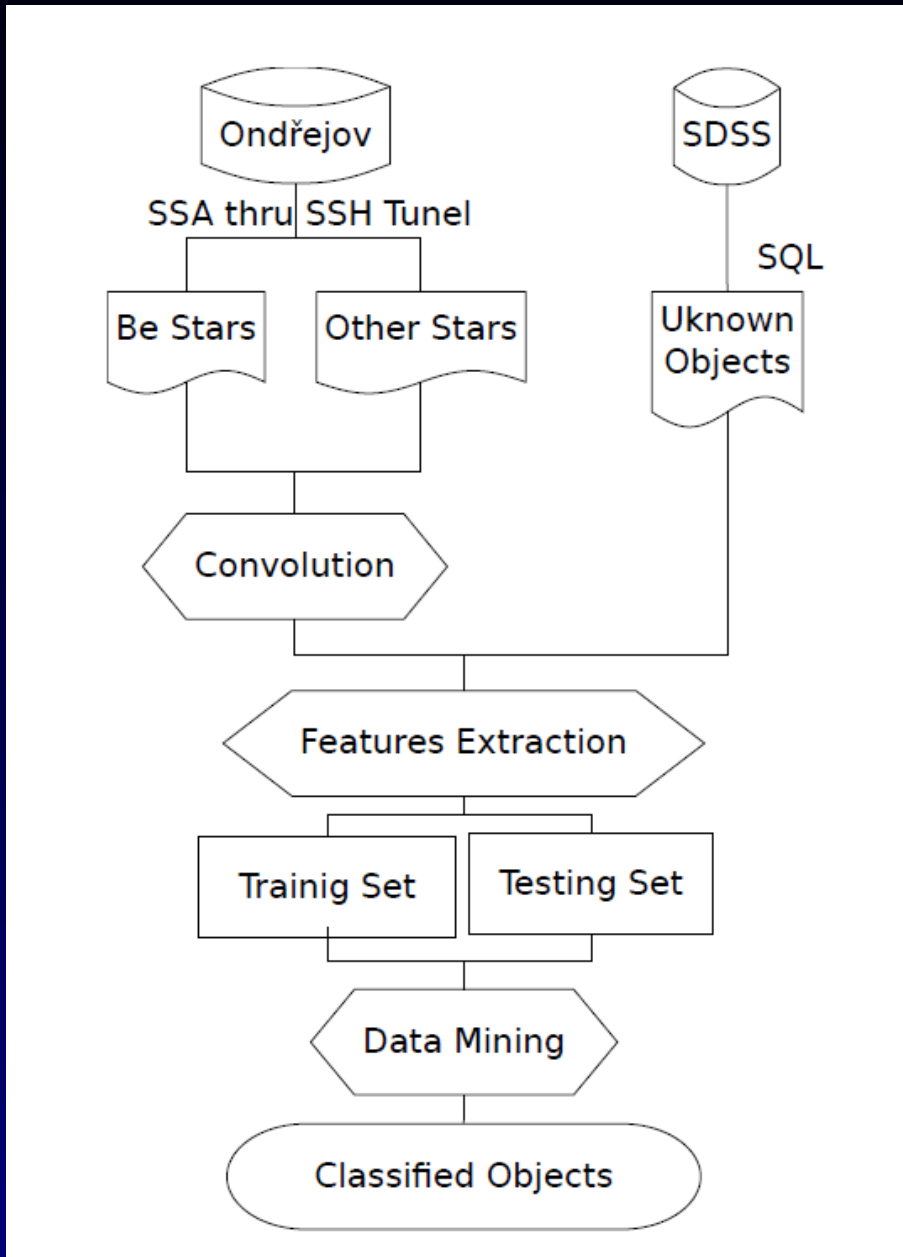 Ondřejov
SDSS
SSA thru SSH Tunel
SQL
Be Stars
Other Stars
Uknown
Objects
Convolution
Features Extraction
Trainig Set
Testing Set
Data Mining
Classified Objects